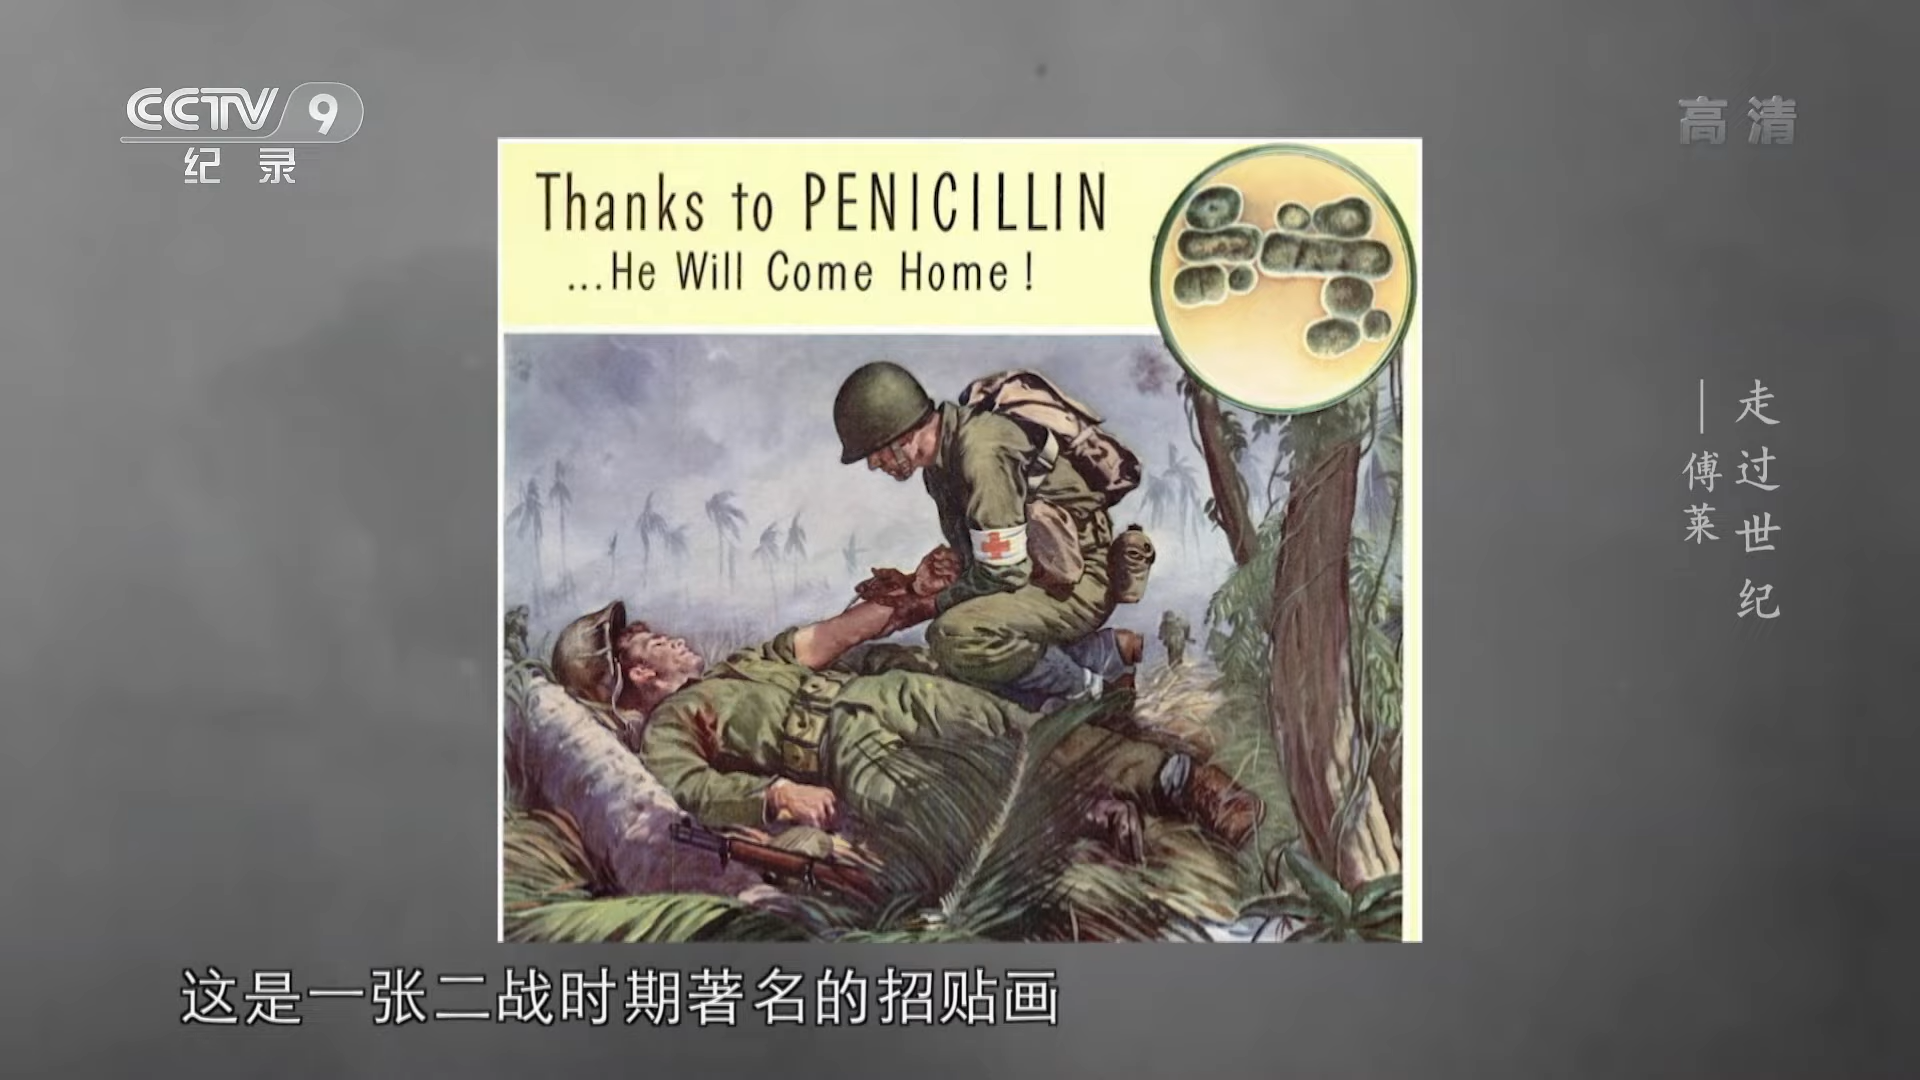 CCTV 9
纪录
高清
Thanks to PENICILLIN
...He Will Come Home!
走过世纪
—傅莱
这是一张二战时期著名的招贴画